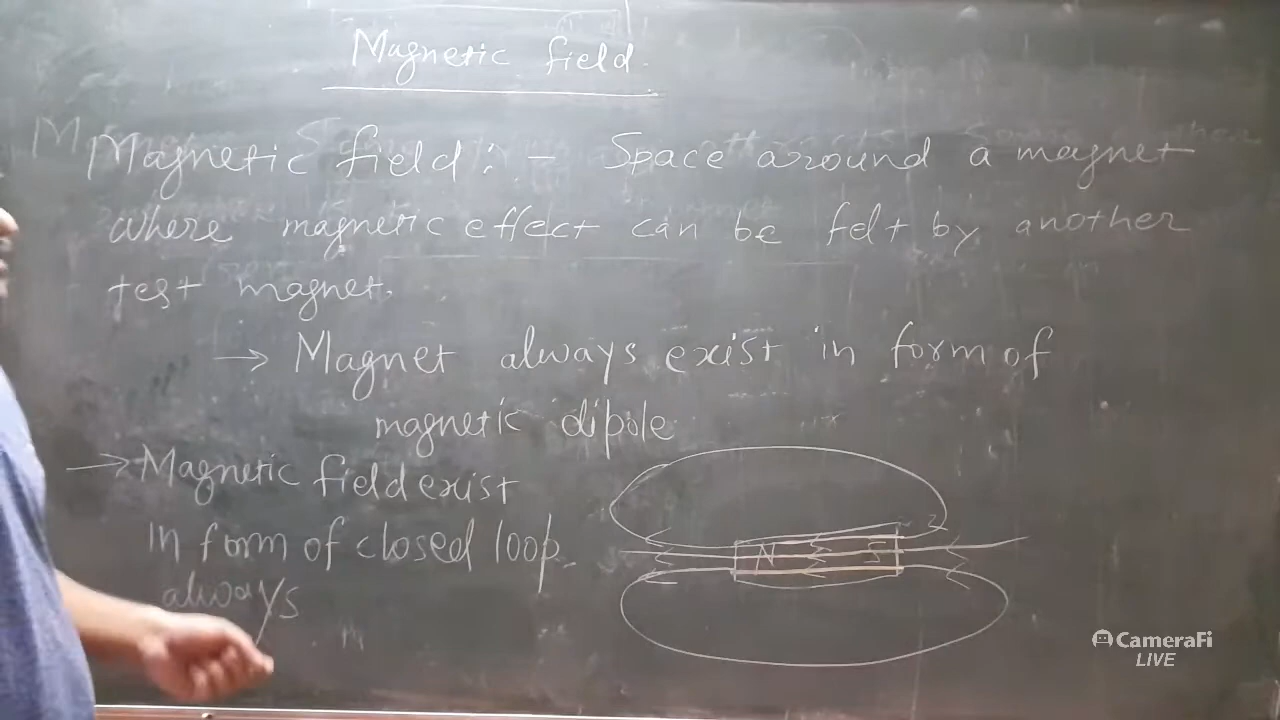 Magnetic field.
Magnetic field:- Space around a magnet
where magnetic effect can be felt by another
test magnet.
→ Magnet always exist in form of
magnetic dipole
→ Magnetic field exist
In form of closed loop.
always
N S
CameraFi
LIVE